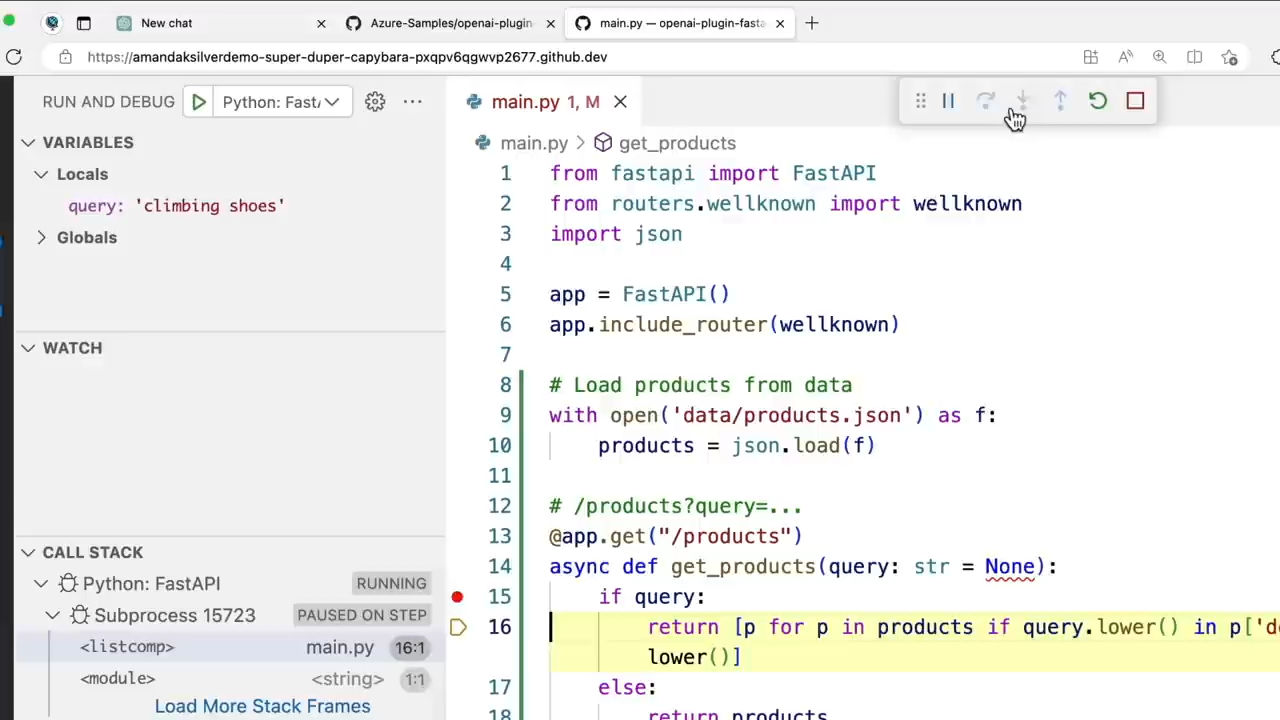 New chat
Azure-Samples/openai-plugin-
main.py — openai-plugin-fasta
https://amandaksilverdemo-super-duper-capybara-pxqpv6qgwvp2677.github.dev
RUN AND DEBUG
Python: Fast
main.py 1, M
VARIABLES
Locals
query: 'climbing shoes'
Globals
WATCH
CALL STACK
Python: FastAPI RUNNING
Subprocess 15723 PAUSED ON STEP
<listcomp> main.py 16:1
<module> <string> 1:1
Load More Stack Frames
main.py > get_products
1 from fastapi import FastAPI
2 from routers.wellknown import wellknown
3 import json
4
5 app = FastAPI()
6 app.include_router(wellknown)
7
8 # Load products from data
9 with open('data/products.json') as f:
10 products = json.load(f)
11
12 # /products?query=...
13 @app.get("/products")
14 async def get_products(query: str = None):
15 if query:
16 return [p for p in products if query.lower() in p['d
lower()]
17 else:
18 return products